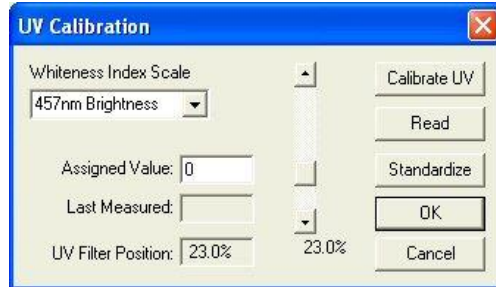 UV Calibration
Whiteness Index Scale
457nm Brightness
Assigned Value: 0
Last Measured:
UV Filter Position: 23.0%
23.0%
Calibrate UV
Read
Standardize
OK
Cancel